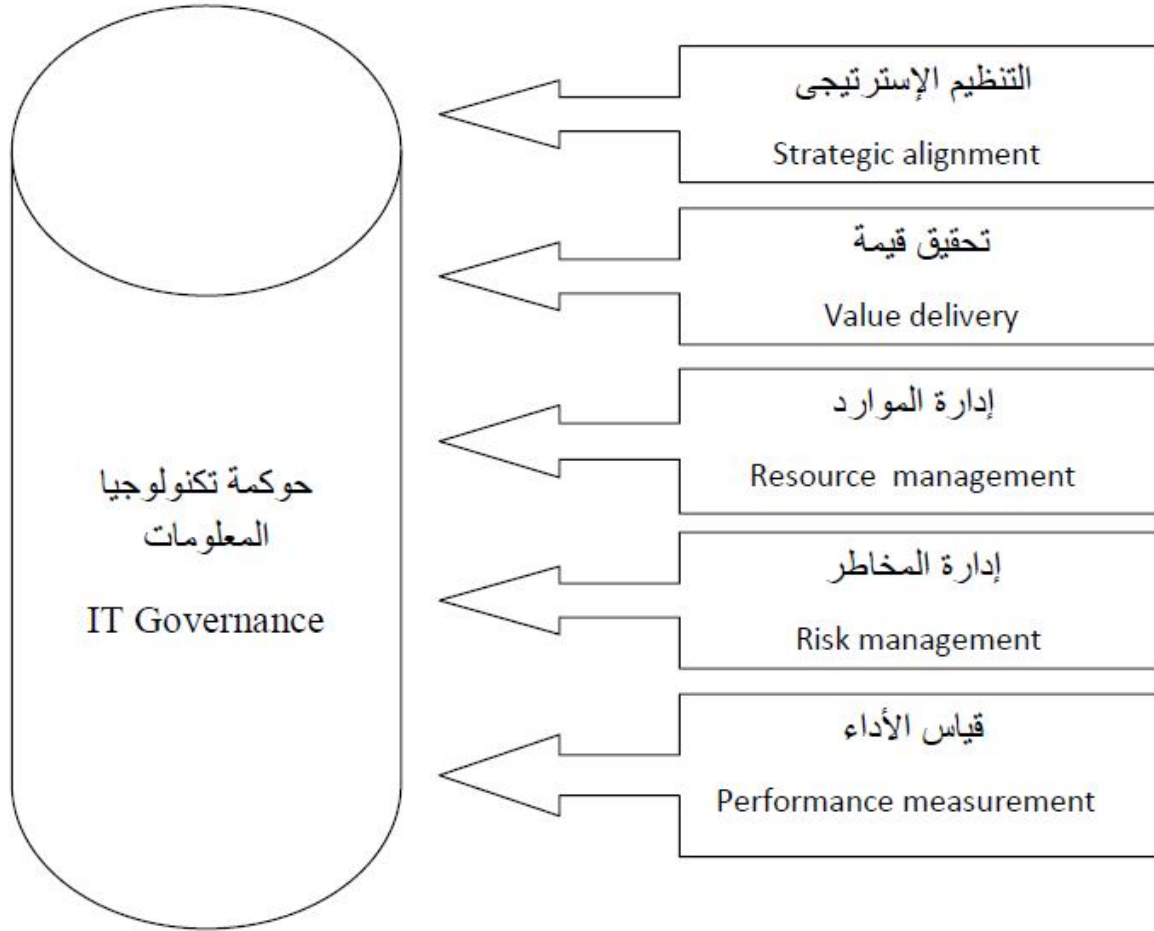 التنظيم الإسترتيجى
Strategic alignment
تحقيق قيمة
Value delivery
إدارة الموارد
Resource management
إدارة المخاطر
Risk management
قياس الأداء
Performance measurement
حوكمة تكنولوجيا
المعلومات
IT Governance